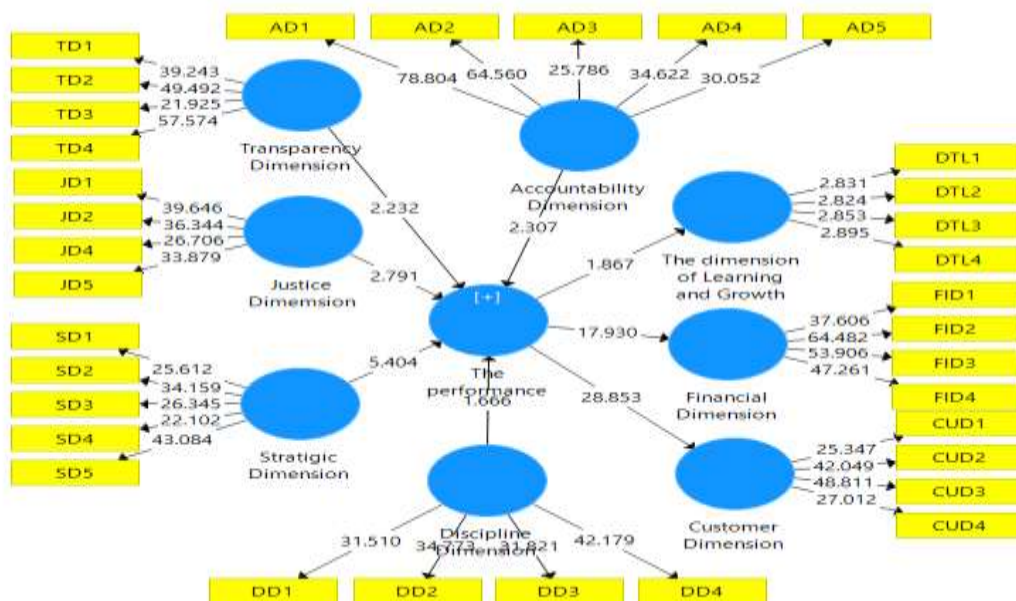 AD1
AD2
AD3
AD4
AD5
78.804
64.560
25.786
34.622
30.052
TD1
TD2
TD3
TD4
39.243
49.492
21.925
57.574
Transparency
Dimension
2.232
JD1
JD2
JD4
JD5
39.646
36.344
26.706
33.879
Justice
Dimemsion
2.791
SD1
SD2
SD3
SD4
SD5
25.612
34.159
26.345
22.102
43.084
Stratigic
Dimension
5.404
Accountability
Dimension
2.307
[+]
The
performance
1.666
Discipline
Dimension
31.510
34.773
31.821
42.179
DD1
DD2
DD3
DD4
1.867
17.930
28.853
The dimension
of Learning
and Growth
2.831
2.824
2.853
2.895
DTL1
DTL2
DTL3
DTL4
Financial
Dimension
37.606
64.482
53.906
47.261
FID1
FID2
FID3
FID4
Customer
Dimension
25.347
42.049
48.811
27.012
CUD1
CUD2
CUD3
CUD4